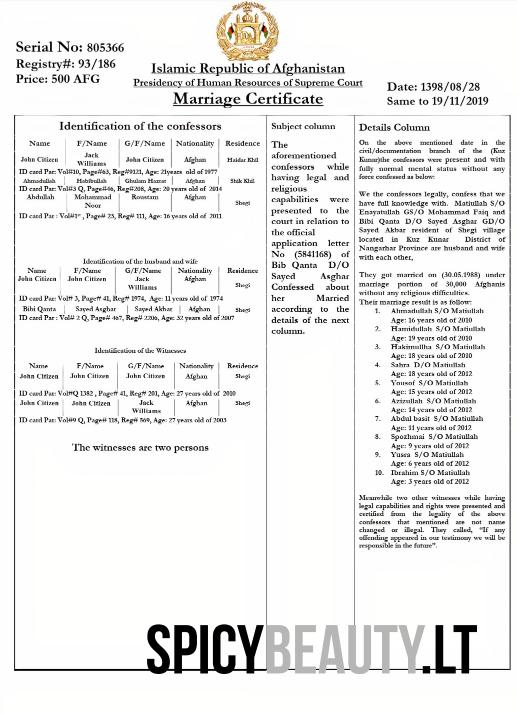 Serial No: 805366
Registry#: 93/186
Price: 500 AFG
Islamic Republic of Afghanistan
Presidency of Human Resources of Supreme Court
Marriage Certificate
Date: 1398/08/28
Same to 19/11/2019
Identification of the confessors
Name F/Name G/F/Name Nationality Residence
John Citizen Jack Williams John Citizen Afghan Haidar Khil
ID card Par: Vol#10, Page#63, Reg#9121, Age: 21years old of 1977
Ahmadullah Habibullah Ghulam Hazrat Afghan Shik Khil
ID card Par: Vol#3 Q, Page#46, Reg#208, Age: 20 years old of 2014
Abdullah Mohammad Noor Roustam Afghan Shegi
ID card Par: Vol#1", Page# 23, Reg# 111, Age: 16 years old of 2011
Identification of the husband and wife
Name F/Name G/F/Name Nationality Residence
John Citizen John Citizen Jack Williams Afghan Shegi
ID card Par: Vol# 3, Page# 41, Reg# 1974, Age: 11 years old of 1974
Bibi Qanta Sayed Asghar Sayed Akbar Afghan Shegi
ID card Par: Vol# 2 Q, Page# 467, Reg# 2206, Age: 32 years old of 2007
Identification of the Witnesses
Name F/Name G/F/Name Nationality Residence
John Citizen John Citizen John Citizen Afghan Shegi
ID card Par: Vol#Q 1382 , Page# 41, Reg# 201, Age: 27 years old of 2010
John Citizen John Citizen Jack Williams Afghan Shegi
ID card Par: Vol#9 Q, Page# 118, Reg# 569, Age: 27 years old of 2003
The witnesses are two persons
Subject column
The
aforementioned
confessors while
having legal and
religious
capabilities were
presented to the
court in relation to
the official
application letter
No (5841168) of
Bib Qanta D/O
Sayed Asghar
Confessed about
her Married
according to the
details of the next
column.
Details Column
On the above mentioned date in the
civil/documentation branch of the (Kuz
Kunar)the confessors were present and with
fully normal mental status without any
force confessed as below:
We the confessors legally, confess that we
have full knowledge with. Matiullah S/O
Enayatullah GS/O Mohammad Faiq and
Bibi Qanta D/O Sayed Asghar GD/O
Sayed Akbar resident of Shegi village
located in Kuz Kunar District of
Nangarhar Province are husband and wife
with each other,
They got married on (30.05.1988) under
marriage portion of 30,000 Afghanis
without any religious difficulties.
Their marriage result is as follow:
1. Ahmadullah S/O Matiullah
Age: 16 years old of 2010
2. Hamidullah S/O Matiullah
Age: 19 years old of 2010
3. Hakimullha S/O Matiullah
Age: 18 years old of 2010
4. Sahra D/O Matiullah
Age: 18 years old of 2012
5. Yousof S/O Matiullah
Age: 15 years old of 2012
6. Azizullah S/O Matiullah
Age: 14 years old of 2012
7. Abdul basit S/O Matiullah
Age: 11 years old of 2012
8. Spozhmai S/O Matiullah
Age: 9 years old of 2012
9. Yusra S/O Matiullah
Age: 6 years old of 2012
10. Ibrahim S/O Matiullah
Age: 3 years old of 2012
Meanwhile two other witnesses while having
legal capabilities and rights were presented and
certified from the legality of the above
confessors that mentioned are not name
changed or illegal. They called, "If any
offending appeared in our testimony we will be
responsible in the future".
SPICYBEAUTY.LT